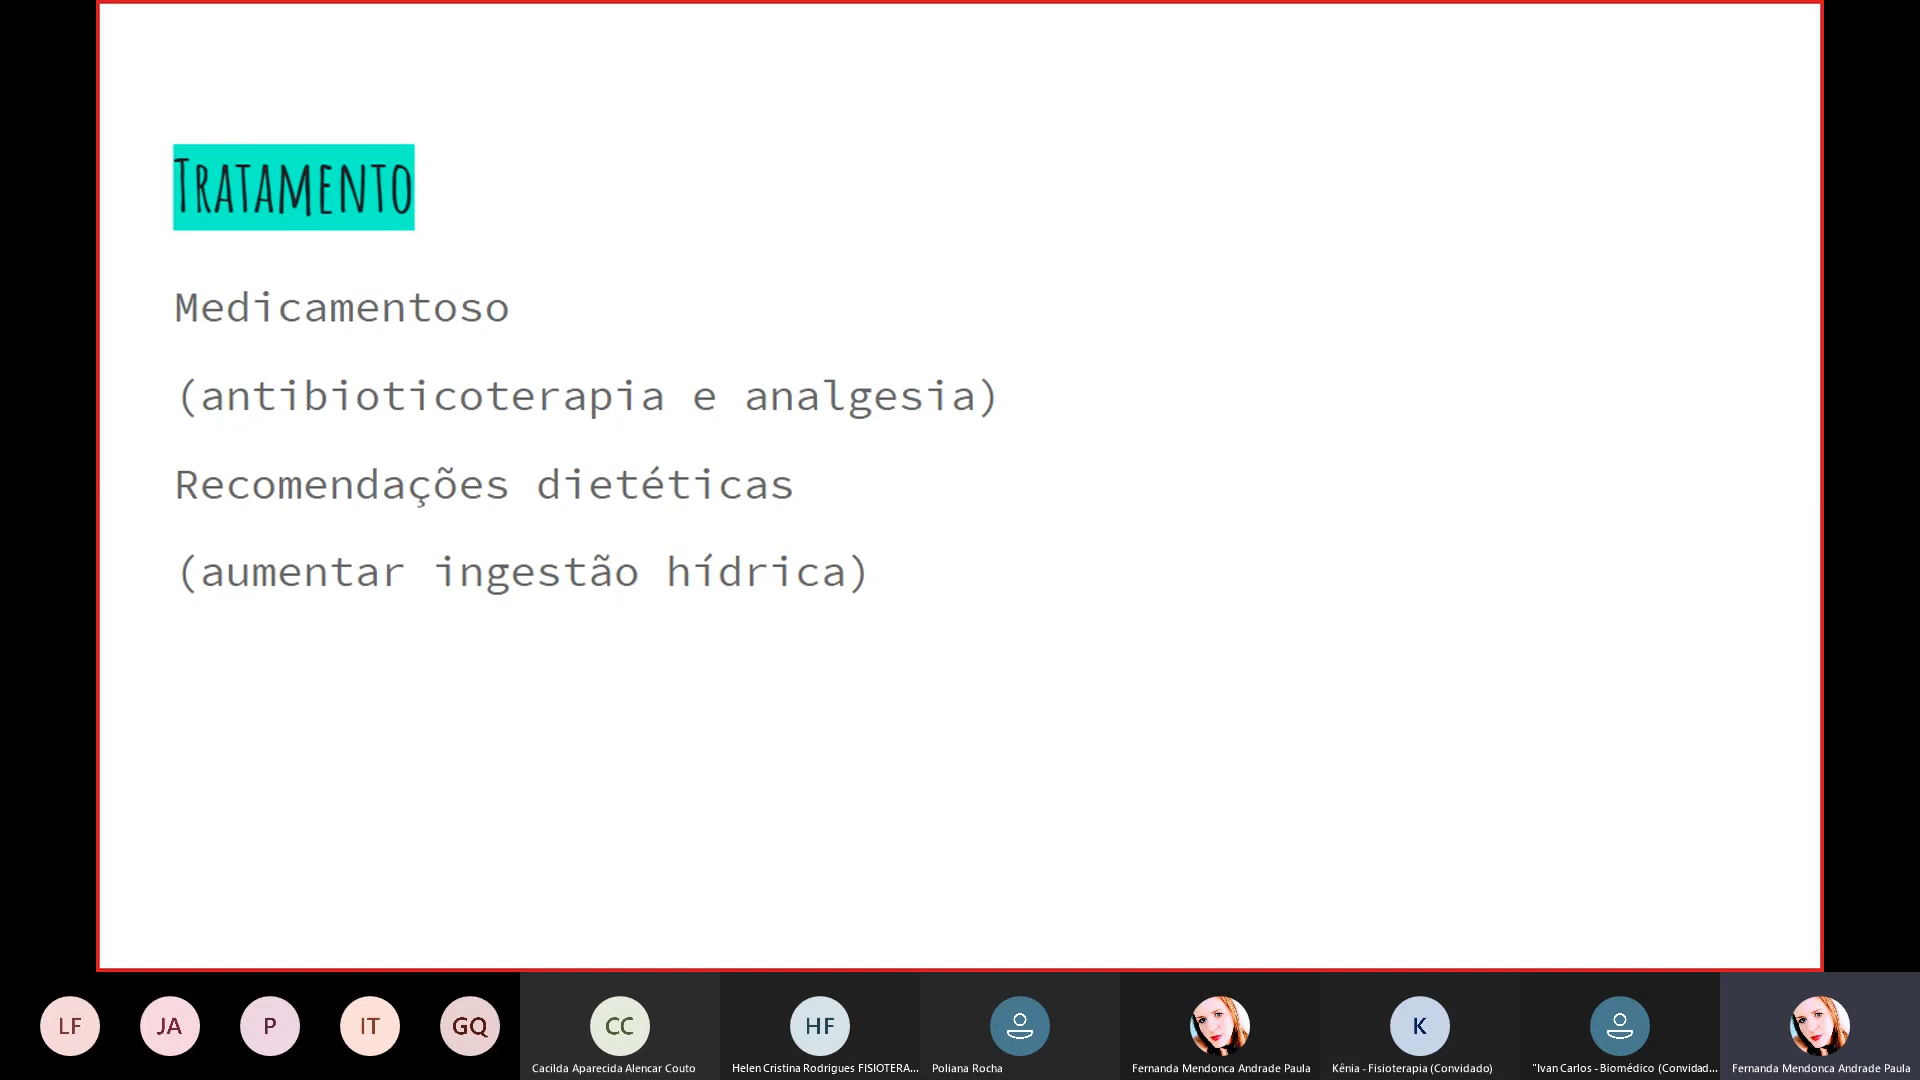 TRATAMENTO
Medicamentoso
(antibioticoterapia e analgesia)
Recomendações dietéticas
(aumentar ingestão hídrica)
LF
JA
P
IT
GQ
CC
HF
K
Cacilda Aparecida Alencar Couto
Helen Cristina Rodrigues FISIOTERA...
Poliana Rocha
Fernanda Mendonca Andrade Paula
Kênia - Fisioterapia (Convidado)
"Ivan Carlos - Biomédico (Convidad...
Fernanda Mendonca Andrade Paula